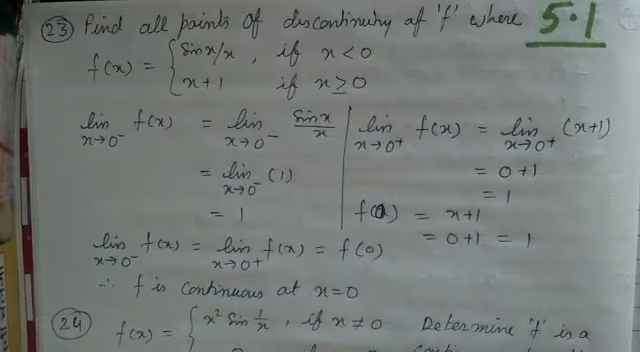 (23) Find all points of discontinuity of 'f' where 5.1
f(x) = { sinx/x , if x < 0
x+1 if x ≥ 0
lim x→0⁻ f(x) = lim x→0⁻ sinx/x | lim x→0⁺ f(x) = lim x→0⁺ (x+1)
= lim x→0⁻ (1) | = 0+1
= 1 | = 1
f(0) = x+1
= 0+1 = 1
lim x→0⁻ f(x) = lim x→0⁺ f(x) = f(0)
∴ f is continuous at x=0
(24) f(x) = { x² sin 1/x , if x ≠ 0 Determine 'f' is a